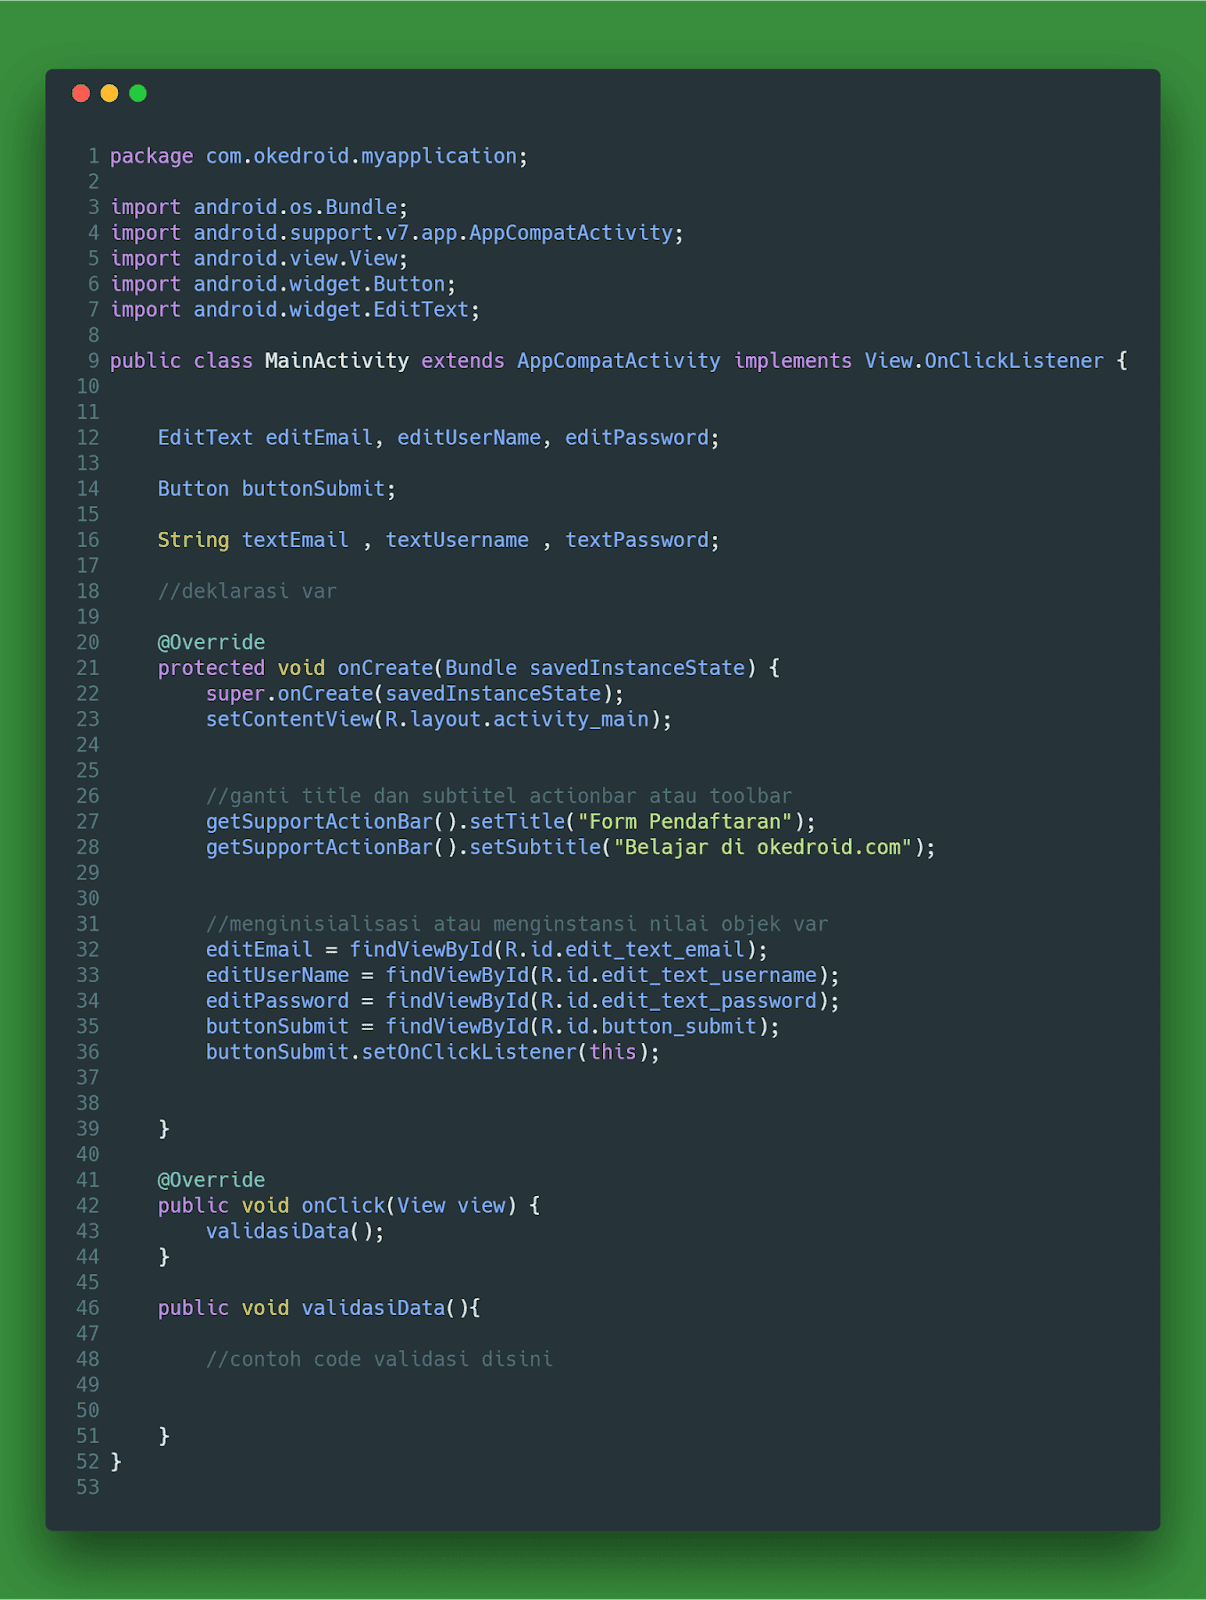 1 package com.okedroid.myapplication;
2
3 import android.os.Bundle;
4 import android.support.v7.app.AppCompatActivity;
5 import android.view.View;
6 import android.widget.Button;
7 import android.widget.EditText;
8
9 public class MainActivity extends AppCompatActivity implements View.OnClickListener {
10
11
12     EditText editEmail, editUserName, editPassword;
13
14     Button buttonSubmit;
15
16     String textEmail , textUsername , textPassword;
17
18     //deklarasi var
19
20     @Override
21     protected void onCreate(Bundle savedInstanceState) {
22         super.onCreate(savedInstanceState);
23         setContentView(R.layout.activity_main);
24
25
26         //ganti title dan subtitel actionbar atau toolbar
27         getSupportActionBar().setTitle("Form Pendaftaran");
28         getSupportActionBar().setSubtitle("Belajar di okedroid.com");
29
30
31         //menginisialisasi atau menginstansi nilai objek var
32         editEmail = findViewById(R.id.edit_text_email);
33         editUserName = findViewById(R.id.edit_text_username);
34         editPassword = findViewById(R.id.edit_text_password);
35         buttonSubmit = findViewById(R.id.button_submit);
36         buttonSubmit.setOnClickListener(this);
37
38
39     }
40
41     @Override
42     public void onClick(View view) {
43         validasiData();
44     }
45
46     public void validasiData(){
47
48         //contoh code validasi disini
49
50
51     }
52 }
53